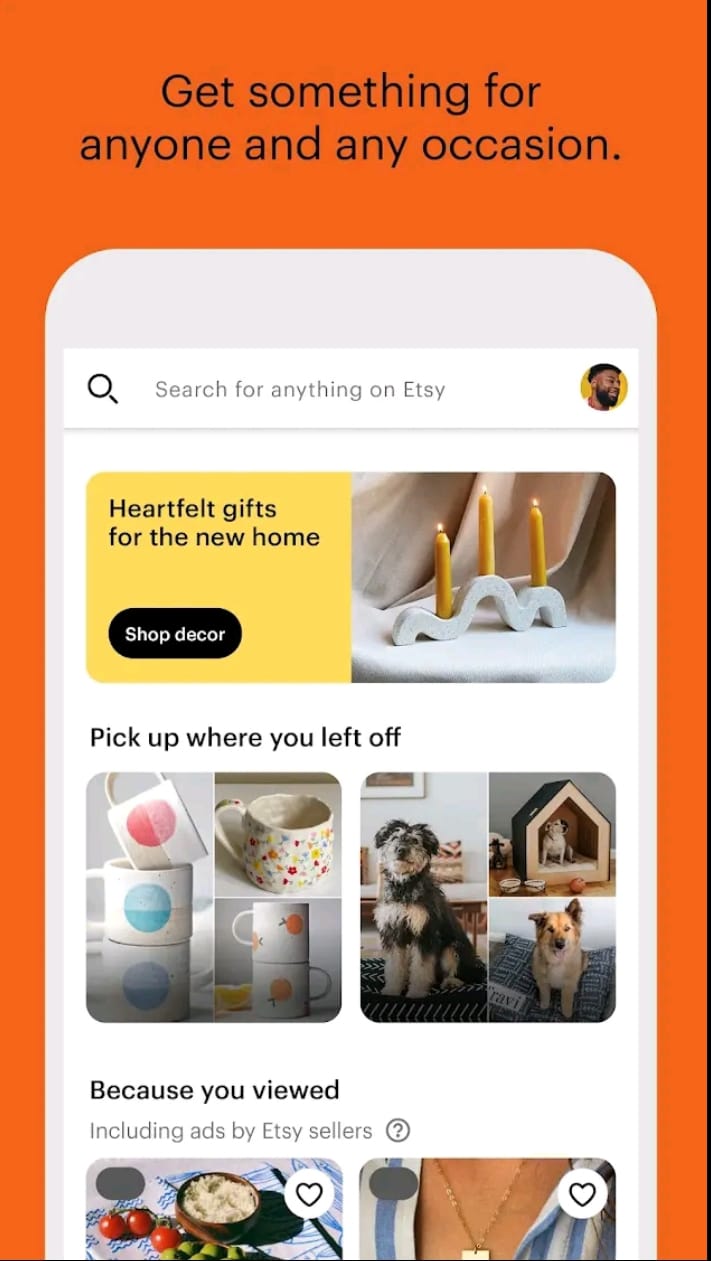 Get something for
anyone and any occasion.
Search for anything on Etsy
Heartfelt gifts
for the new home
Shop decor
Pick up where you left off
ravi
Because you viewed
Including ads by Etsy sellers ?